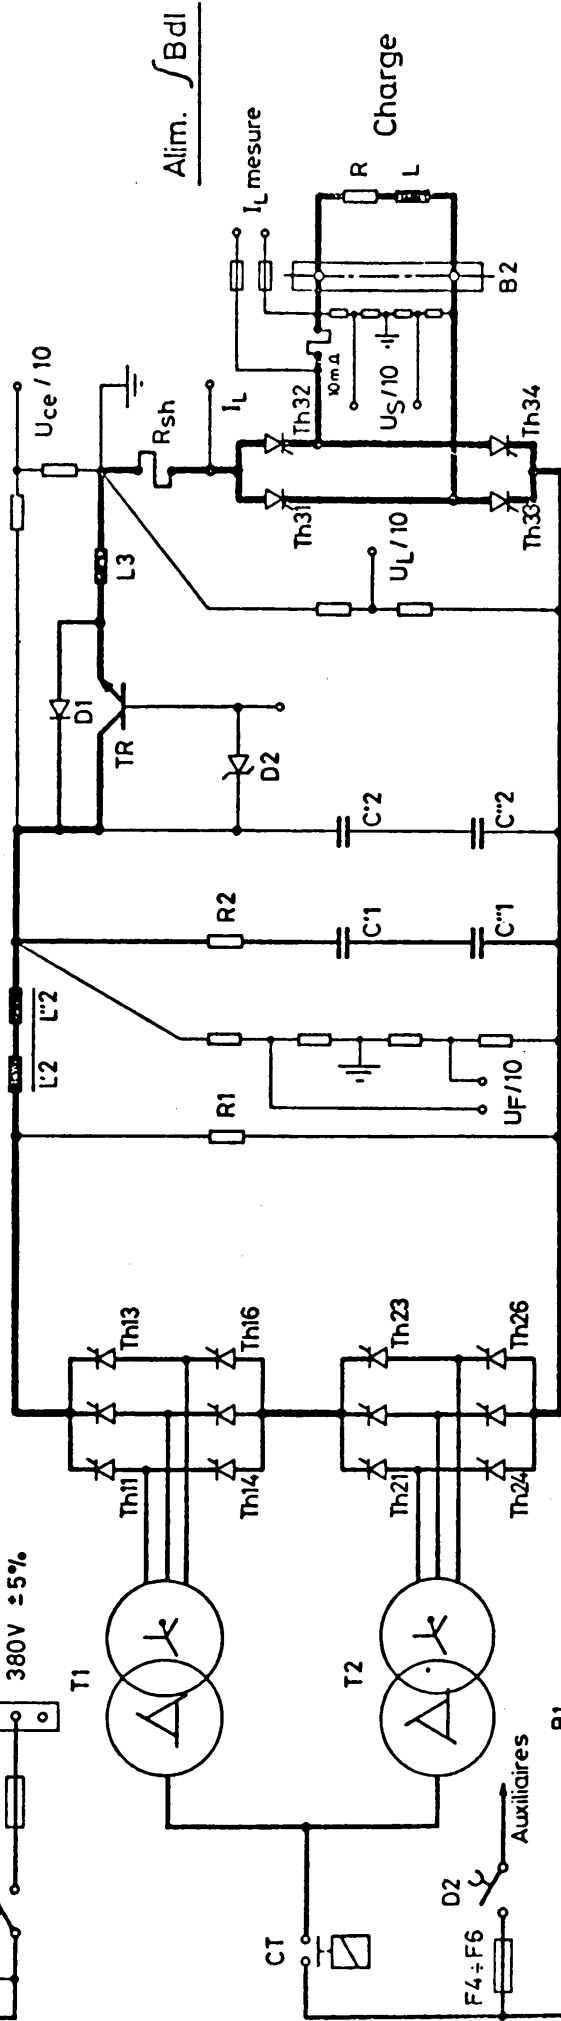 Alim. ∫Bdl
Charge
I_L mesure
R
L
B2
10mΩ
U_S/10
U_ce/10
R_sh
I_L
Th32
Th34
Th31
Th33
L3
U_L/10
D1
TR
D2
C'2
C''2
R2
C'1
C''1
L'2
L''2
R1
U_F/10
Th13
Th16
Th23
Th26
Th11
Th14
Th21
Th24
380V ±5%
T1
T2
CT
D2
Auxiliaires
F4÷F6